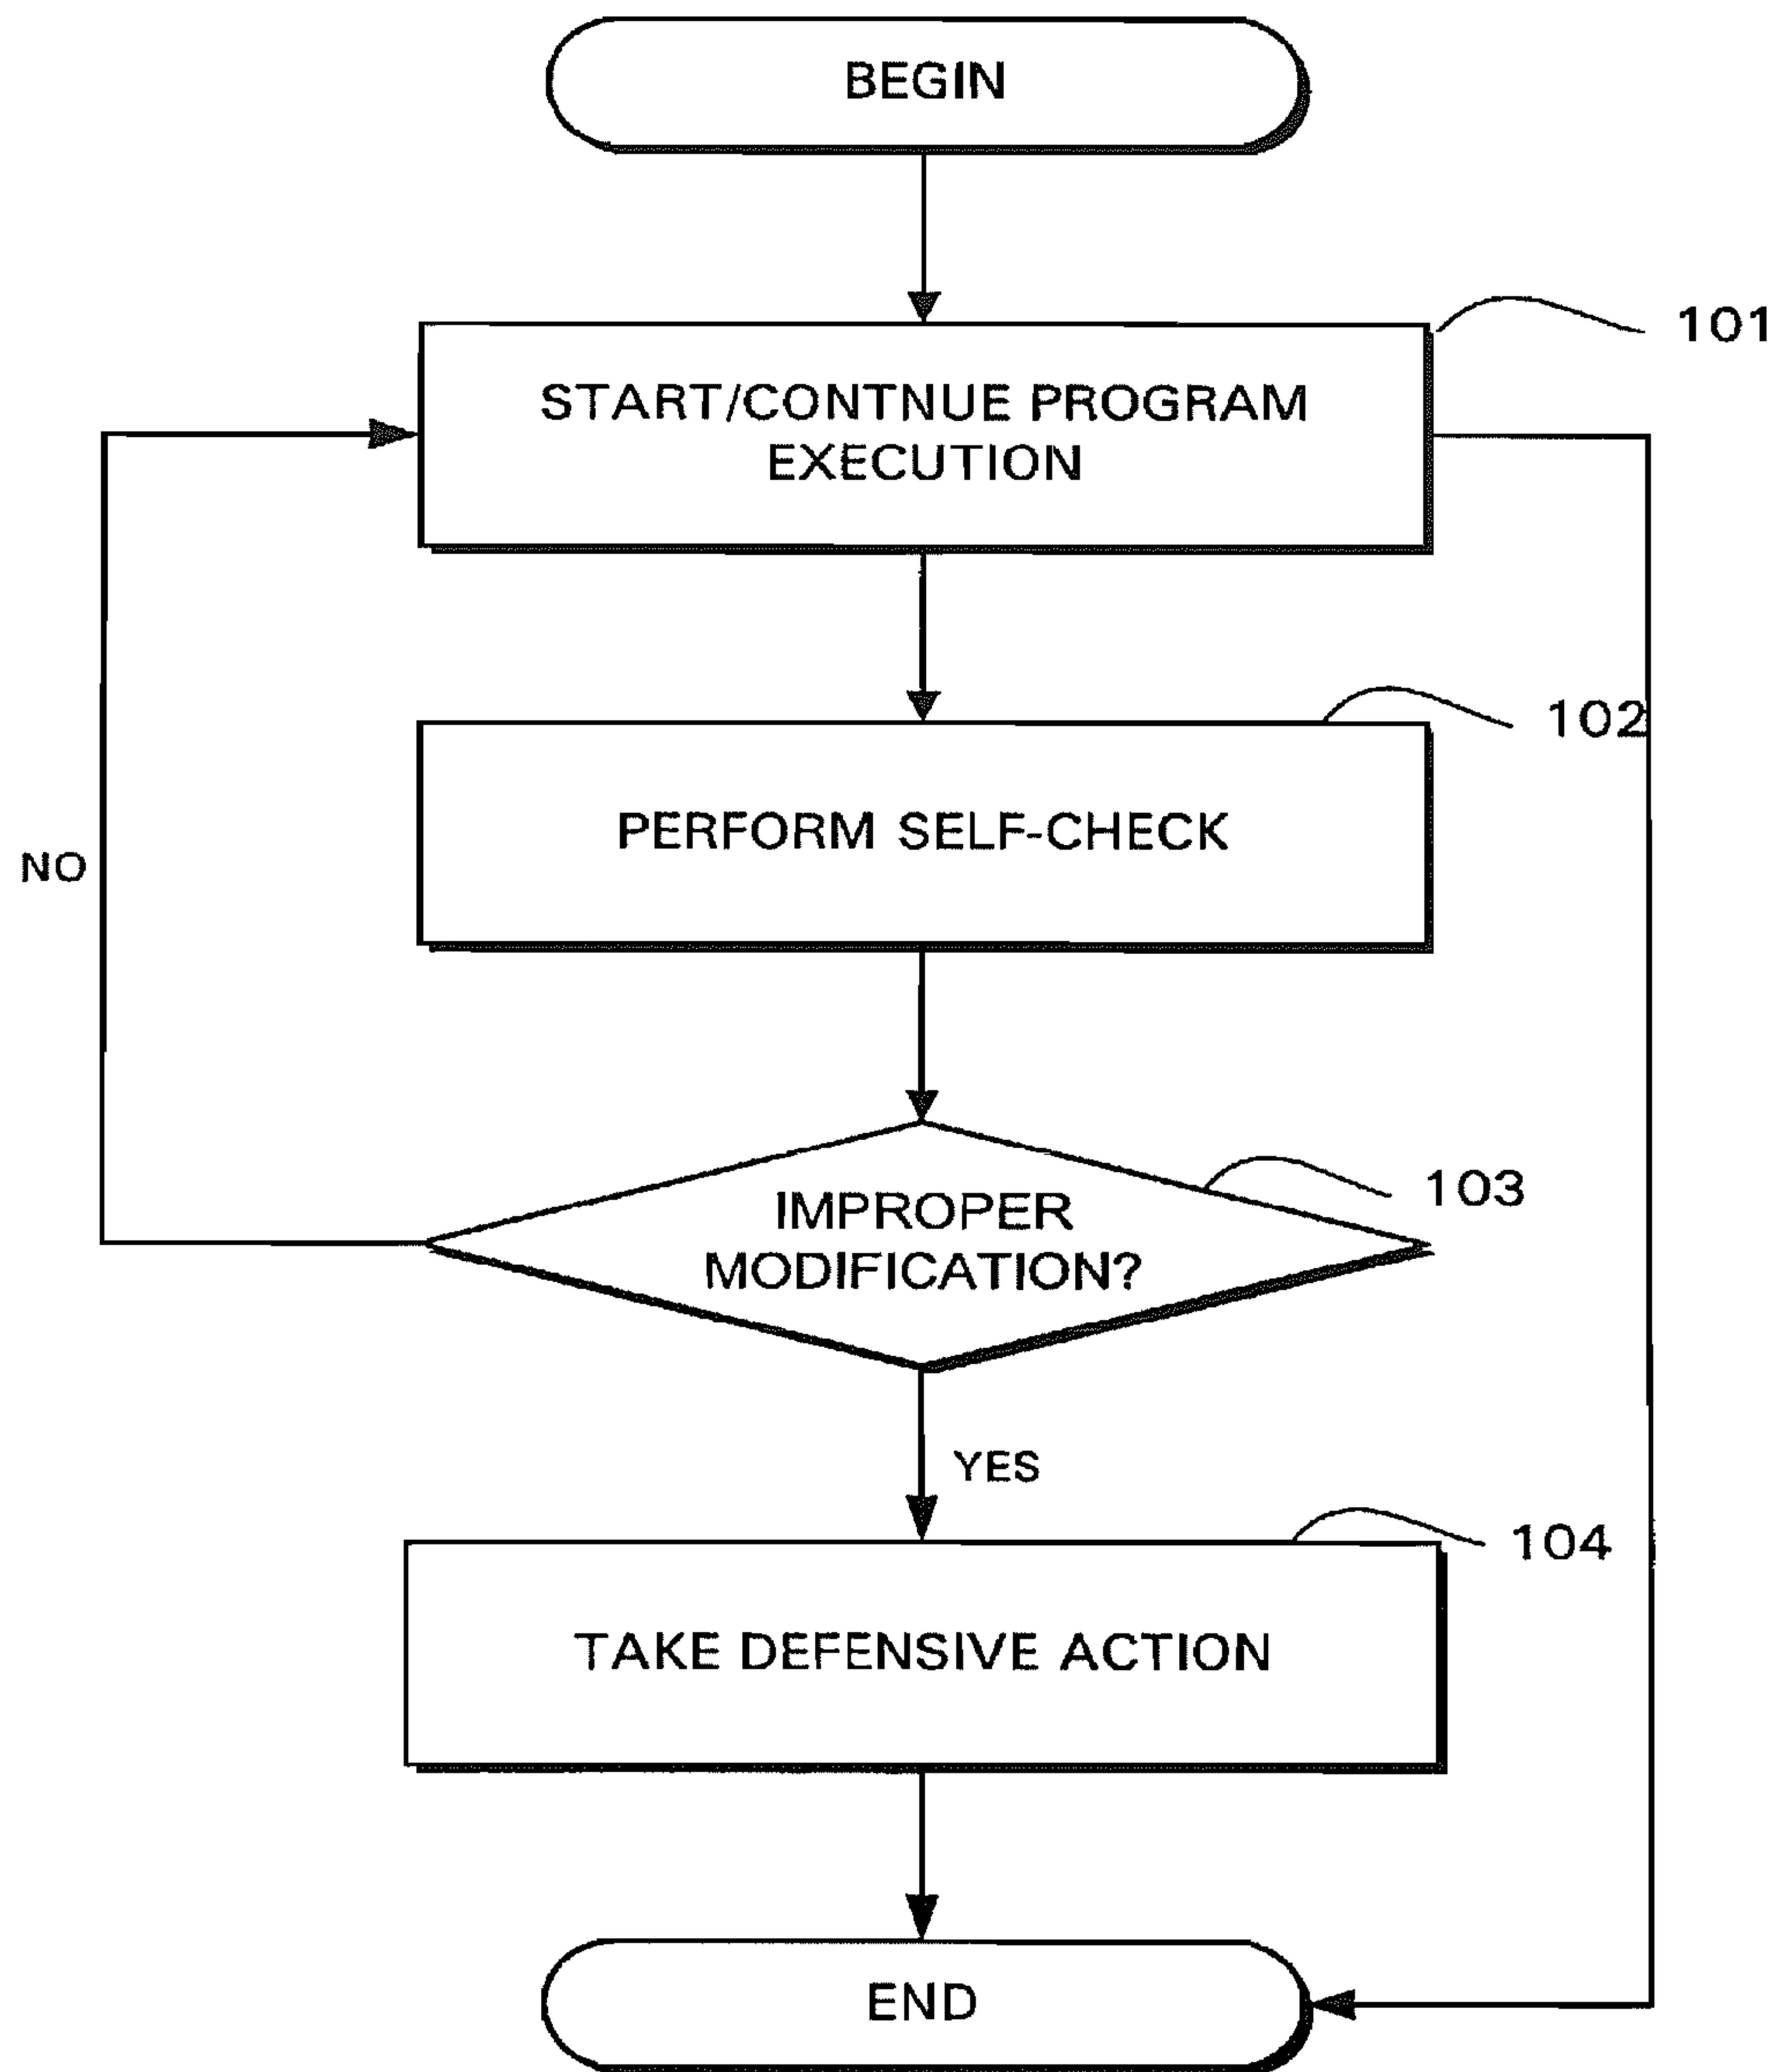 BEGIN
101
START/CONTNUE PROGRAM
EXECUTION
102
PERFORM SELF-CHECK
NO
103
IMPROPER
MODIFICATION?
YES
104
TAKE DEFENSIVE ACTION
END